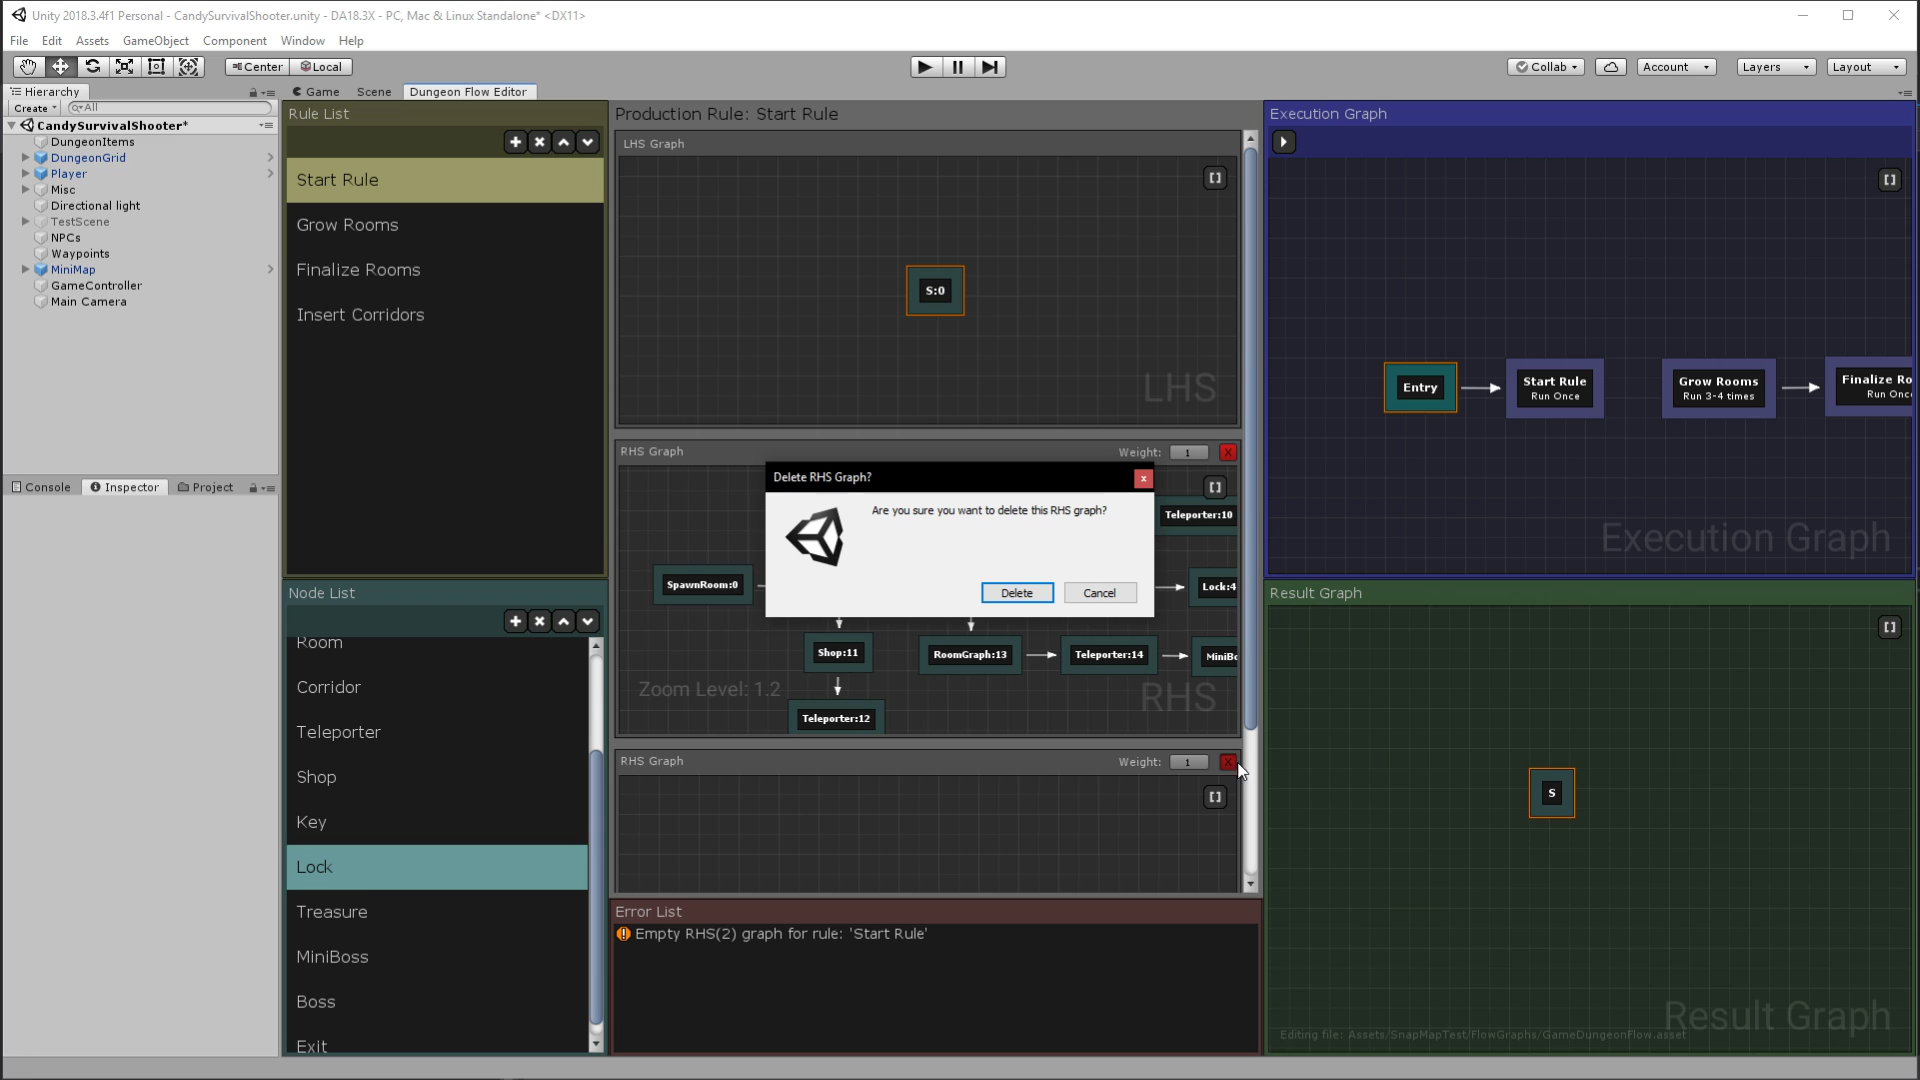 Unity 2018.3.4f1 Personal - CandySurvivalShooter.unity - DA18.3X - PC, Mac & Linux Standalone* <DX11>
File Edit Assets GameObject Component Window Help
Center Local Collab Account Layers Layout
Hierarchy
Game Scene Dungeon Flow Editor
Create All
CandySurvivalShooter*
DungeonItems
DungeonGrid
Player
Misc
Directional light
TestScene
NPCs
Waypoints
MiniMap
GameController
Main Camera
Console Inspector Project
Rule List
Start Rule
Grow Rooms
Finalize Rooms
Insert Corridors
Node List
Room
Corridor
Teleporter
Shop
Key
Lock
Treasure
MiniBoss
Boss
Exit
Production Rule: Start Rule
LHS Graph
S:0
LHS
RHS Graph Weight: 1 X
Delete RHS Graph? x
Are you sure you want to delete this RHS graph?
Delete Cancel
Teleporter:10
SpawnRoom:0
Lock:4
Shop:11
RoomGraph:13
Teleporter:14
MiniBo
Zoom Level: 1.2
RHS
Teleporter:12
RHS Graph Weight: 1 X
Error List
Empty RHS(2) graph for rule: 'Start Rule'
Execution Graph
Entry
Start Rule
Run Once
Grow Rooms
Run 3-4 times
Finalize Ro
Run Onc
Execution Graph
Result Graph
S
Result Graph
Editing file: Assets/SnapMapTest/FlowGraphs/GameDungeonFlow.asset